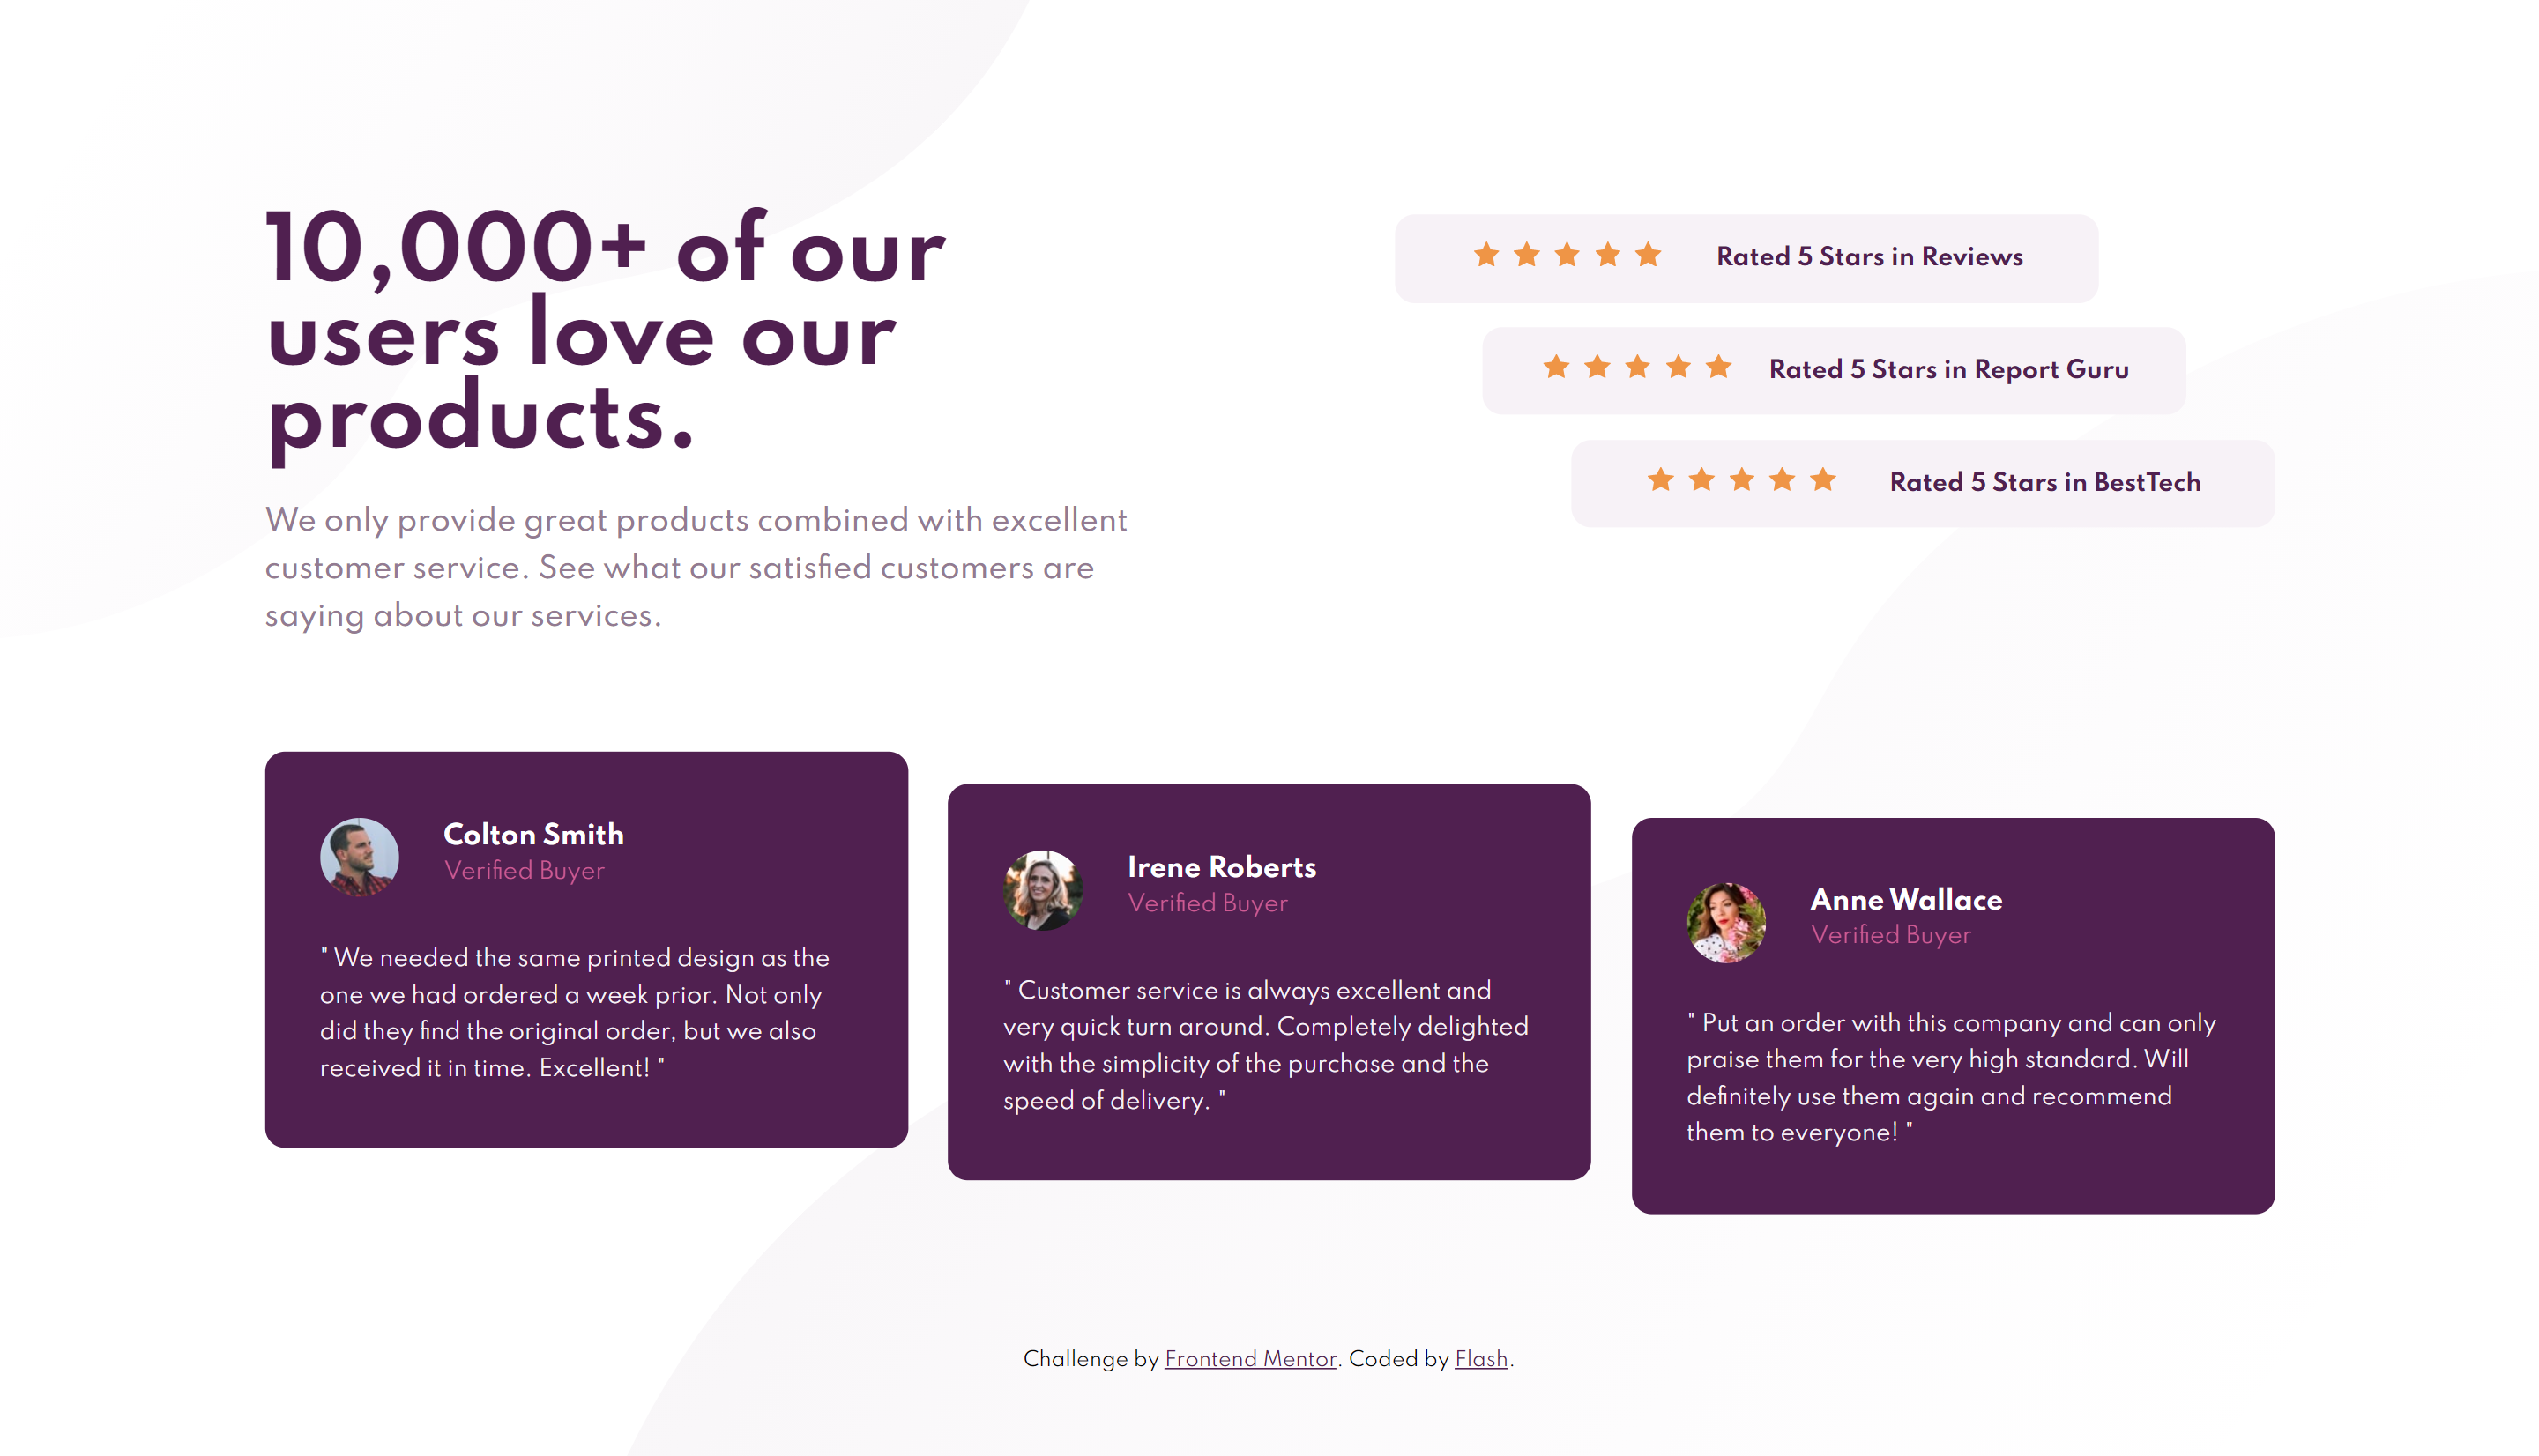 10,000+ of our
users love our
products.
We only provide great products combined with excellent
customer service. See what our satisfied customers are
saying about our services.
Rated 5 Stars in Reviews
Rated 5 Stars in Report Guru
Rated 5 Stars in BestTech
Colton Smith
Verified Buyer
" We needed the same printed design as the
one we had ordered a week prior. Not only
did they find the original order, but we also
received it in time. Excellent! "
Irene Roberts
Verified Buyer
" Customer service is always excellent and
very quick turn around. Completely delighted
with the simplicity of the purchase and the
speed of delivery. "
Anne Wallace
Verified Buyer
" Put an order with this company and can only
praise them for the very high standard. Will
definitely use them again and recommend
them to everyone! "
Challenge by Frontend Mentor. Coded by Flash.